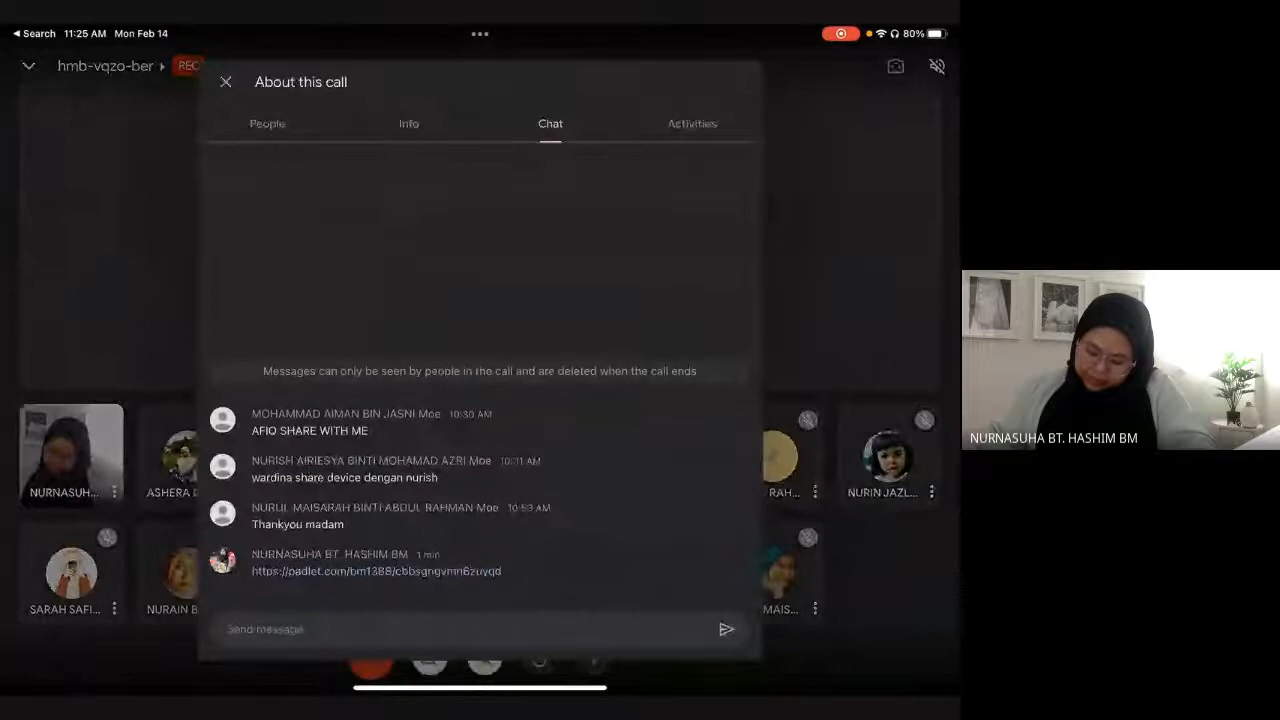 Search 11:25 AM Mon Feb 14
80%
hmb-vqzo-ber
REC
About this call
People Info Chat Activities
Messages can only be seen by people in the call and are deleted when the call ends
MOHAMMAD AIMAN BIN JASNI Moe 10:30 AM
AFIQ SHARE WITH ME
NURISH AIRIESYA BINTI MOHAMAD AZRI Moe
wardina share device dengan nurish
NURUL MAISARAH BINTI ABDUL RAHMAN Moe 10:53 AM
Thankyou madam
NURNASUHA BT. HASHIM BM 1 min
Send message
NURNASUH...
ASHERA
RAH...
NURIN JAZL...
SARAH SAFI...
NURAIN B
MAIS...
NURNASUHA BT. HASHIM BM